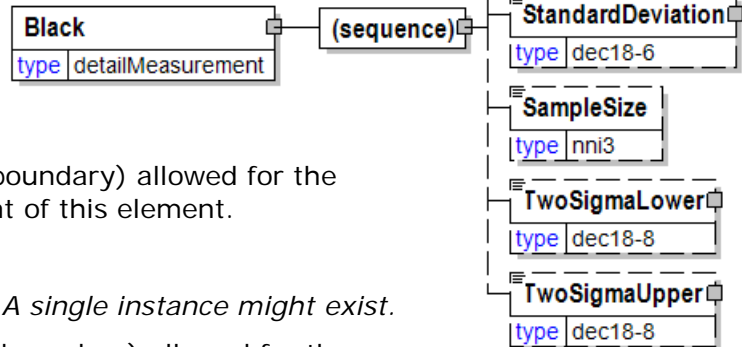 StandardDeviation
type dec18-6
Black
type detailMeasurement
(sequence)
SampleSize
type nni3
boundary) allowed for the
nt of this element.
TwoSigmaLower
type dec18-8
A single instance might exist.
TwoSigmaUpper
type dec18-8